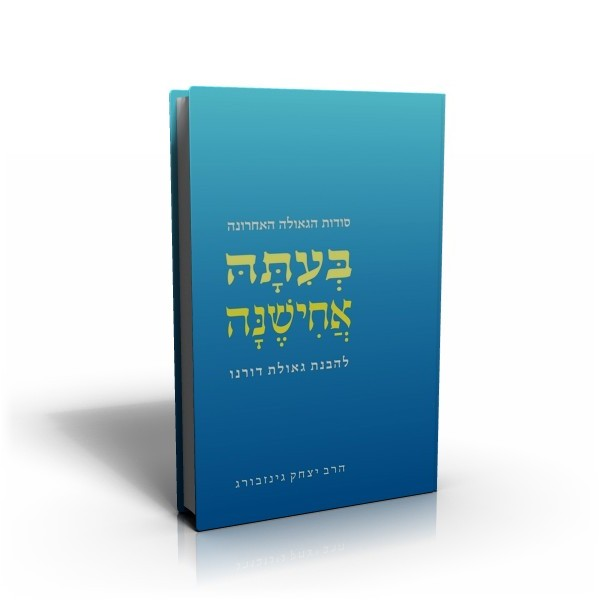 סודות הגאולה האחרונה
בְּעִתָּהּ
אֲחִישֶׁנָּה
להבנת גאולת דורנו
הרב יצחק גינזבורג